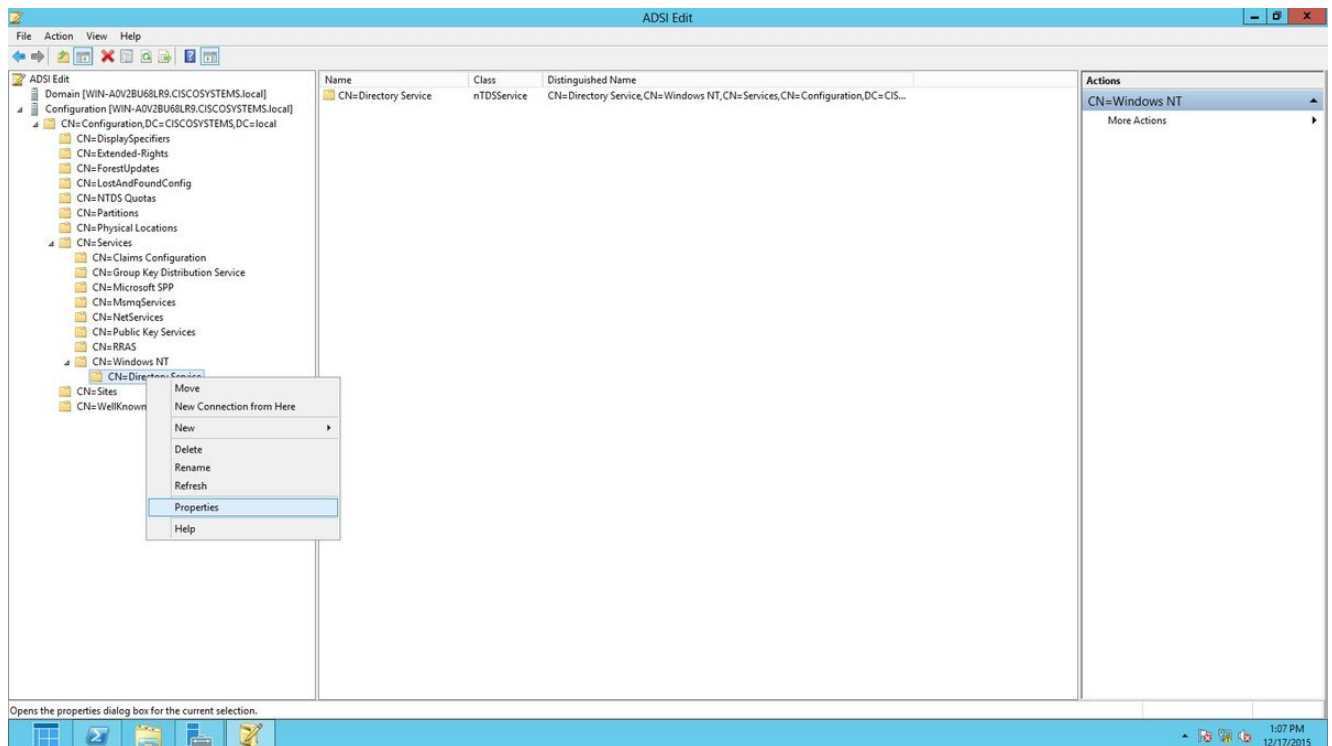 ADSI Edit
File Action View Help
ADSI Edit
Domain [WIN-A0V2BU68LR9.CISCOSYSTEMS.local]
Configuration [WIN-A0V2BU68LR9.CISCOSYSTEMS.local]
CN=Configuration,DC=CISCOSYSTEMS,DC=local
CN=DisplaySpecifiers
CN=Extended-Rights
CN=ForestUpdates
CN=LostAndFoundConfig
CN=NTDS Quotas
CN=Partitions
CN=Physical Locations
CN=Services
CN=Claims Configuration
CN=Group Key Distribution Service
CN=Microsoft SPP
CN=MsmqServices
CN=NetServices
CN=Public Key Services
CN=RRAS
CN=Windows NT
CN=Directory Service
CN=Sites
CN=WellKnown
Move
New Connection from Here
New
Delete
Rename
Refresh
Properties
Help
Name Class Distinguished Name
CN=Directory Service nTDSService CN=Directory Service,CN=Windows NT,CN=Services,CN=Configuration,DC=CIS...
Actions
CN=Windows NT
More Actions
Opens the properties dialog box for the current selection.
1:07 PM
12/17/2015